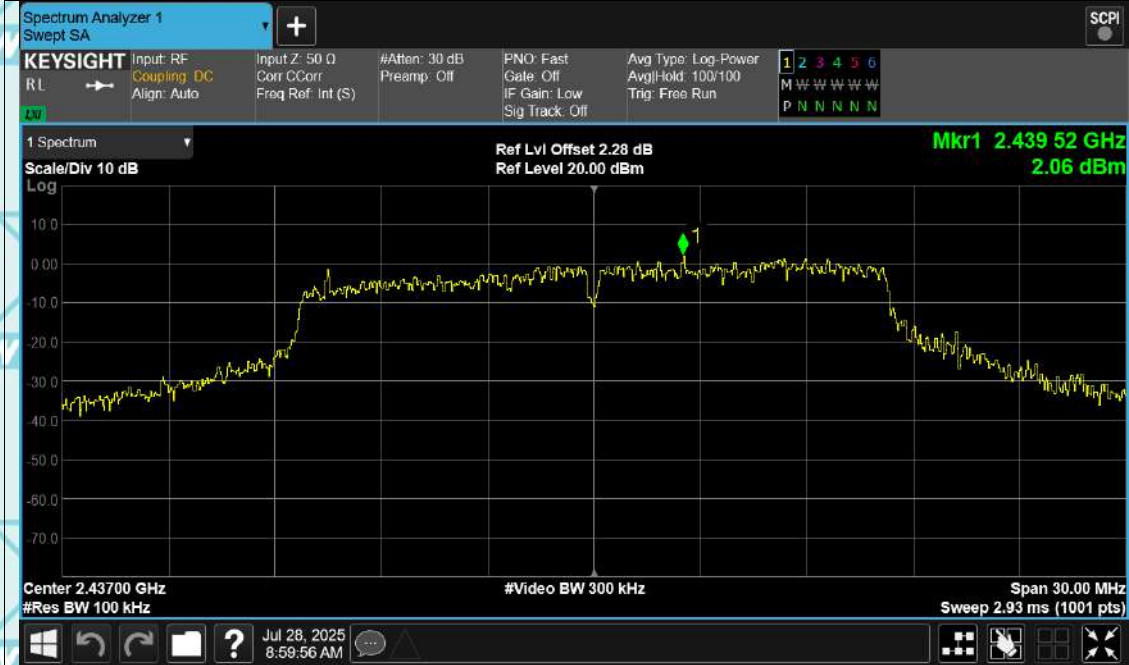 Spectrum Analyzer 1
Swept SA
+
SCPI
KEYSIGHT
RL
LXI
Input: RF
Coupling: DC
Align: Auto
Input Z: 50 Ω
Corr CCorr
Freq Ref: Int (S)
#Atten: 30 dB
Preamp: Off
PNO: Fast
Gate: Off
IF Gain: Low
Sig Track: Off
Avg Type: Log-Power
Avg|Hold: 100/100
Trig: Free Run
1 2 3 4 5 6
M W W W W W
P N N N N N
1 Spectrum
Scale/Div 10 dB
Log
Ref Lvl Offset 2.28 dB
Ref Level 20.00 dBm
Mkr1 2.439 52 GHz
2.06 dBm
1
10.0
0.00
-10.0
-20.0
-30.0
-40.0
-50.0
-60.0
-70.0
Center 2.43700 GHz
#Res BW 100 kHz
#Video BW 300 kHz
Span 30.00 MHz
Sweep 2.93 ms (1001 pts)
?
Jul 28, 2025
8:59:56 AM